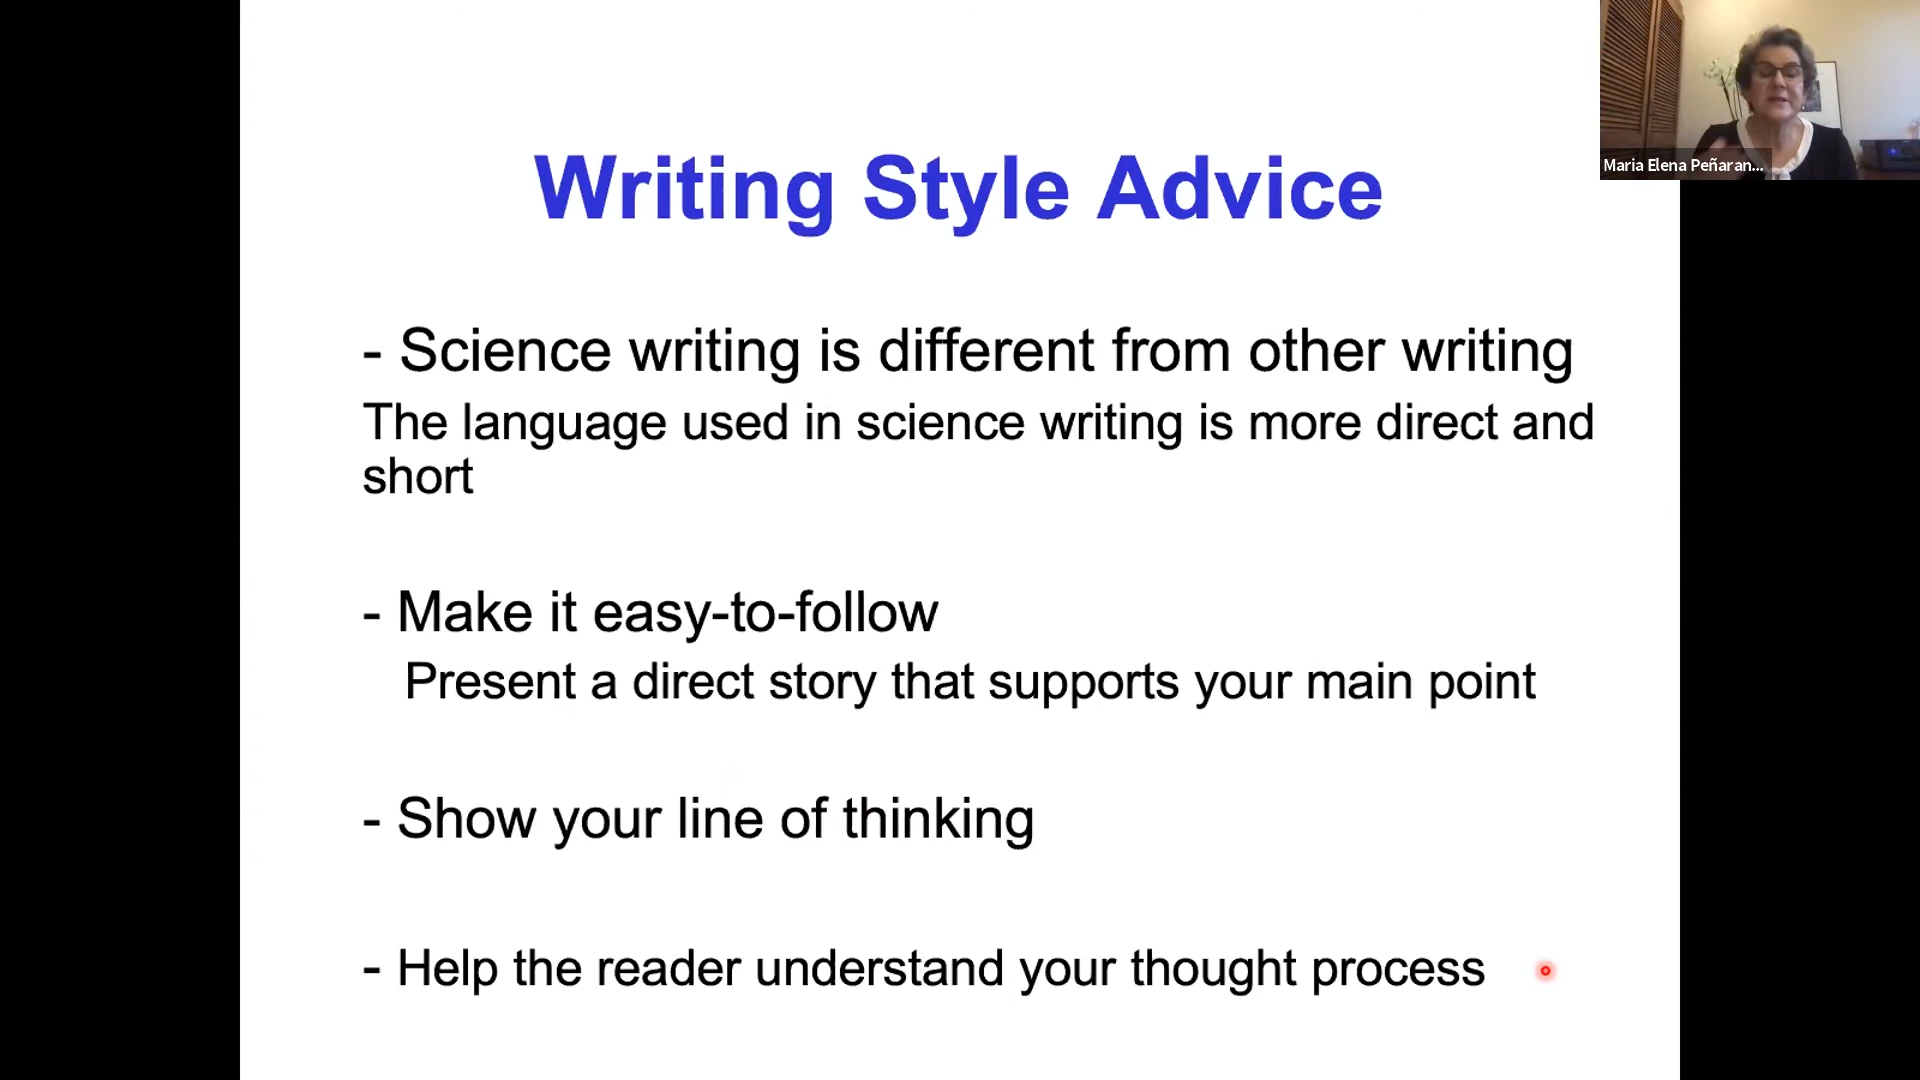 Writing Style Advice
- Science writing is different from other writing
The language used in science writing is more direct and
short
- Make it easy-to-follow
Present a direct story that supports your main point
- Show your line of thinking
- Help the reader understand your thought process
Maria Elena Peñaran...